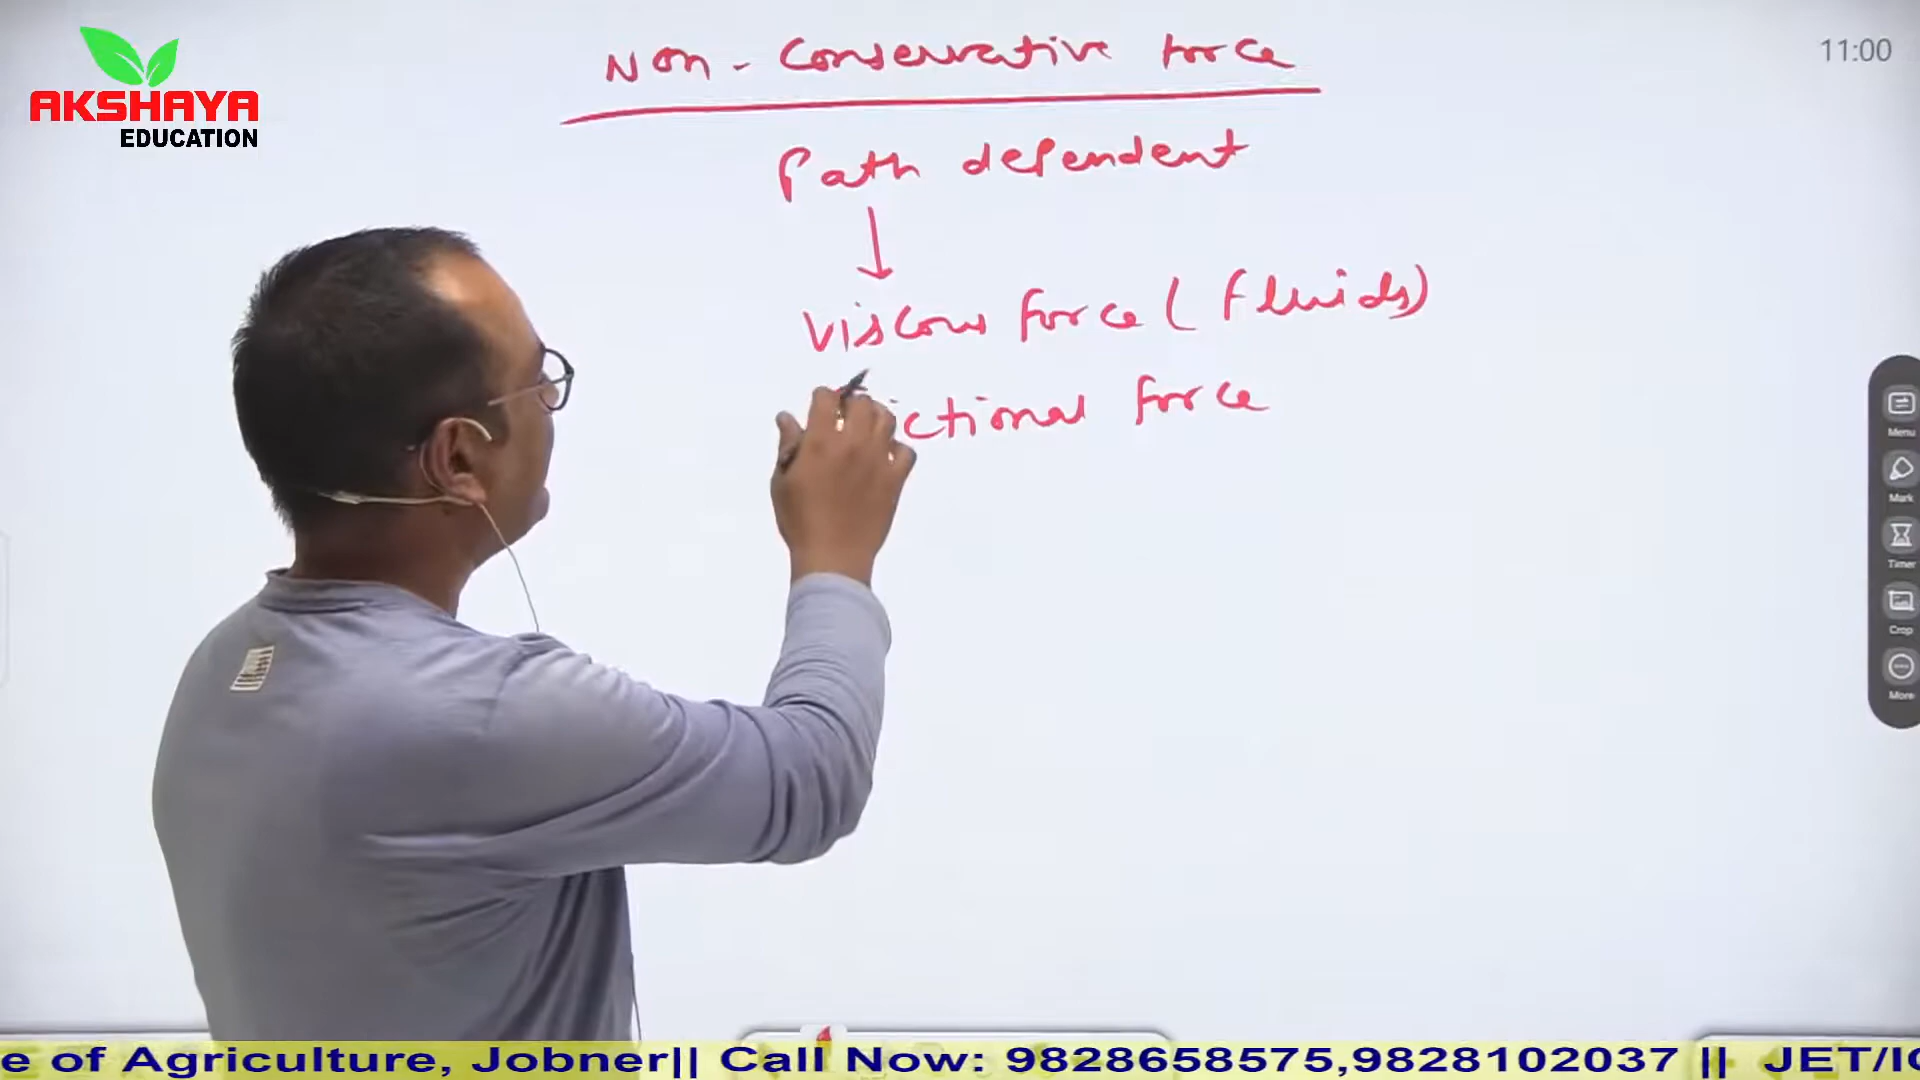 AKSHAYA
EDUCATION
Non-Conservative force
11:00
Path dependent
↓
Viscous force (Fluids)
ictional force
Menu
Mark
Timer
Crop
More
e of Agriculture, Jobner|| Call Now: 9828658575,9828102037 || JET/IC